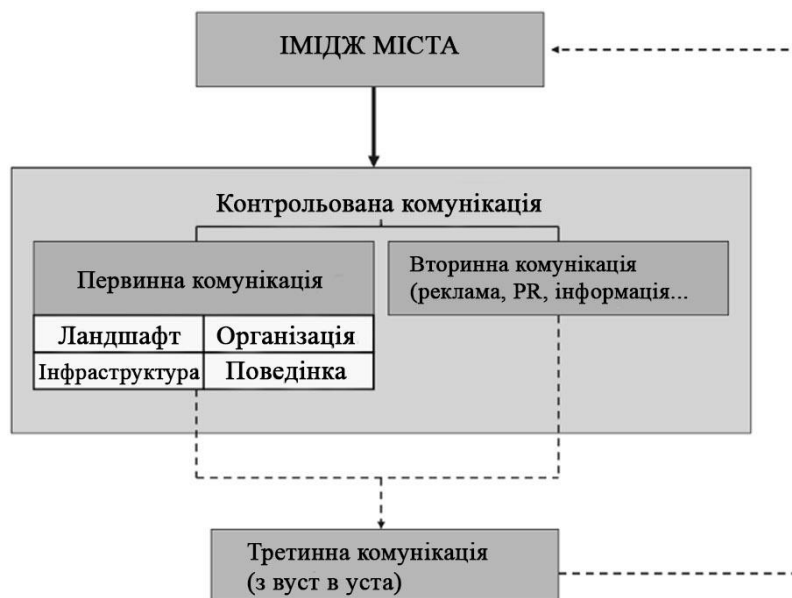 ІМІДЖ МІСТА
Контрольована комунікація
Первинна комунікація
Вторинна комунікація
(реклама, PR, інформація...
Ландшафт
Організація
Інфраструктура
Поведінка
Третинна комунікація
(з вуст в уста)